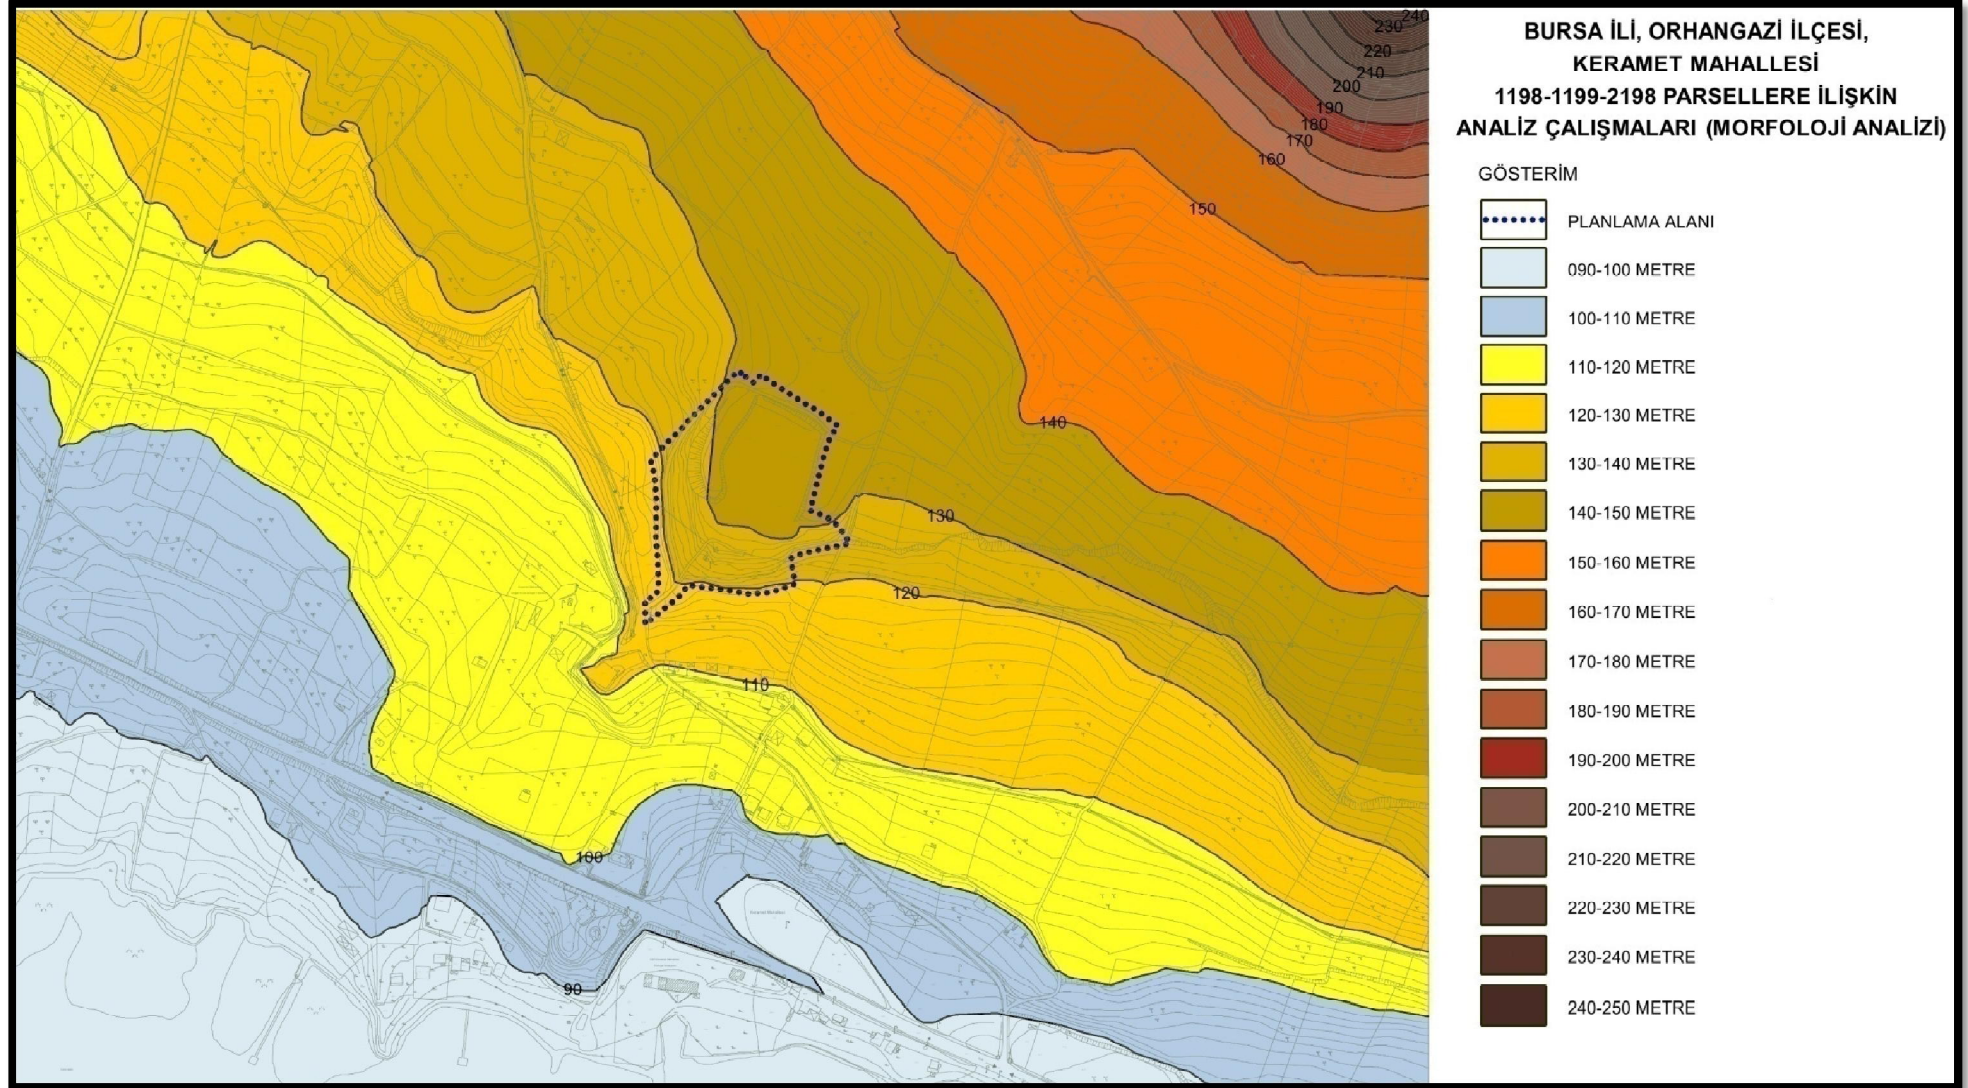 BURSA İLİ, ORHANGAZİ İLÇESİ,
KERAMET MAHALLESİ
1198-1199-2198 PARSELLERE İLİŞKİN
ANALİZ ÇALIŞMALARI (MORFOLOJİ ANALİZİ)
GÖSTERİM
PLANLAMA ALANI
090-100 METRE
100-110 METRE
110-120 METRE
120-130 METRE
130-140 METRE
140-150 METRE
150-160 METRE
160-170 METRE
170-180 METRE
180-190 METRE
190-200 METRE
200-210 METRE
210-220 METRE
220-230 METRE
230-240 METRE
240-250 METRE
240
230
220
210
200
190
180
170
160
150
140
130
120
110
100
90